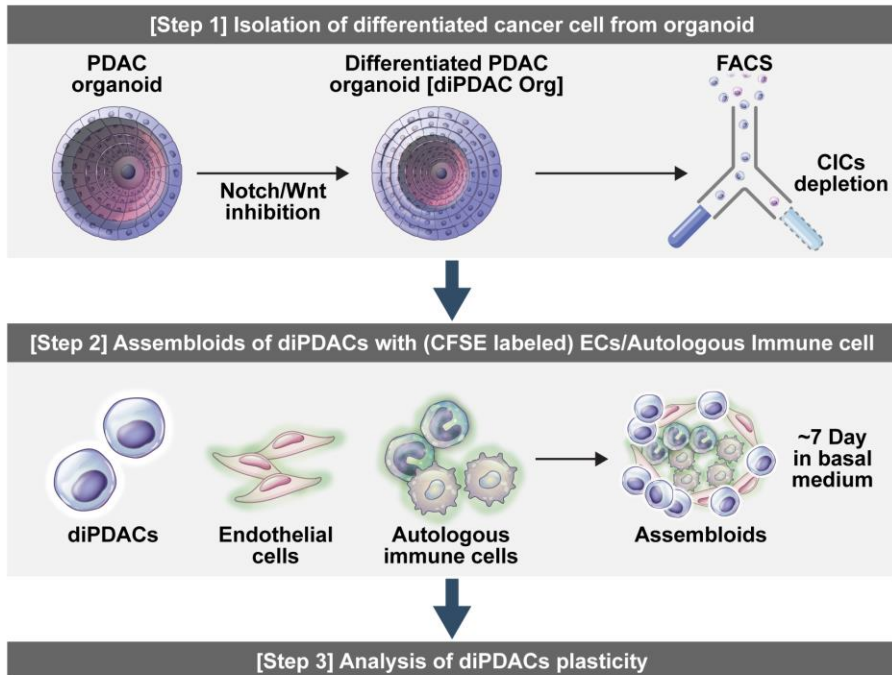 [Step 1] Isolation of differentiated cancer cell from organoid
PDAC
organoid
Differentiated PDAC
organoid [diPDAC Org]
FACS
Notch/Wnt
inhibition
CICs
depletion
[Step 2] Assembloids of diPDACs with (CFSE labeled) ECs/Autologous Immune cell
~7 Day
in basal
medium
diPDACs
Endothelial
cells
Autologous
immune cells
Assembloids
[Step 3] Analysis of diPDACs plasticity